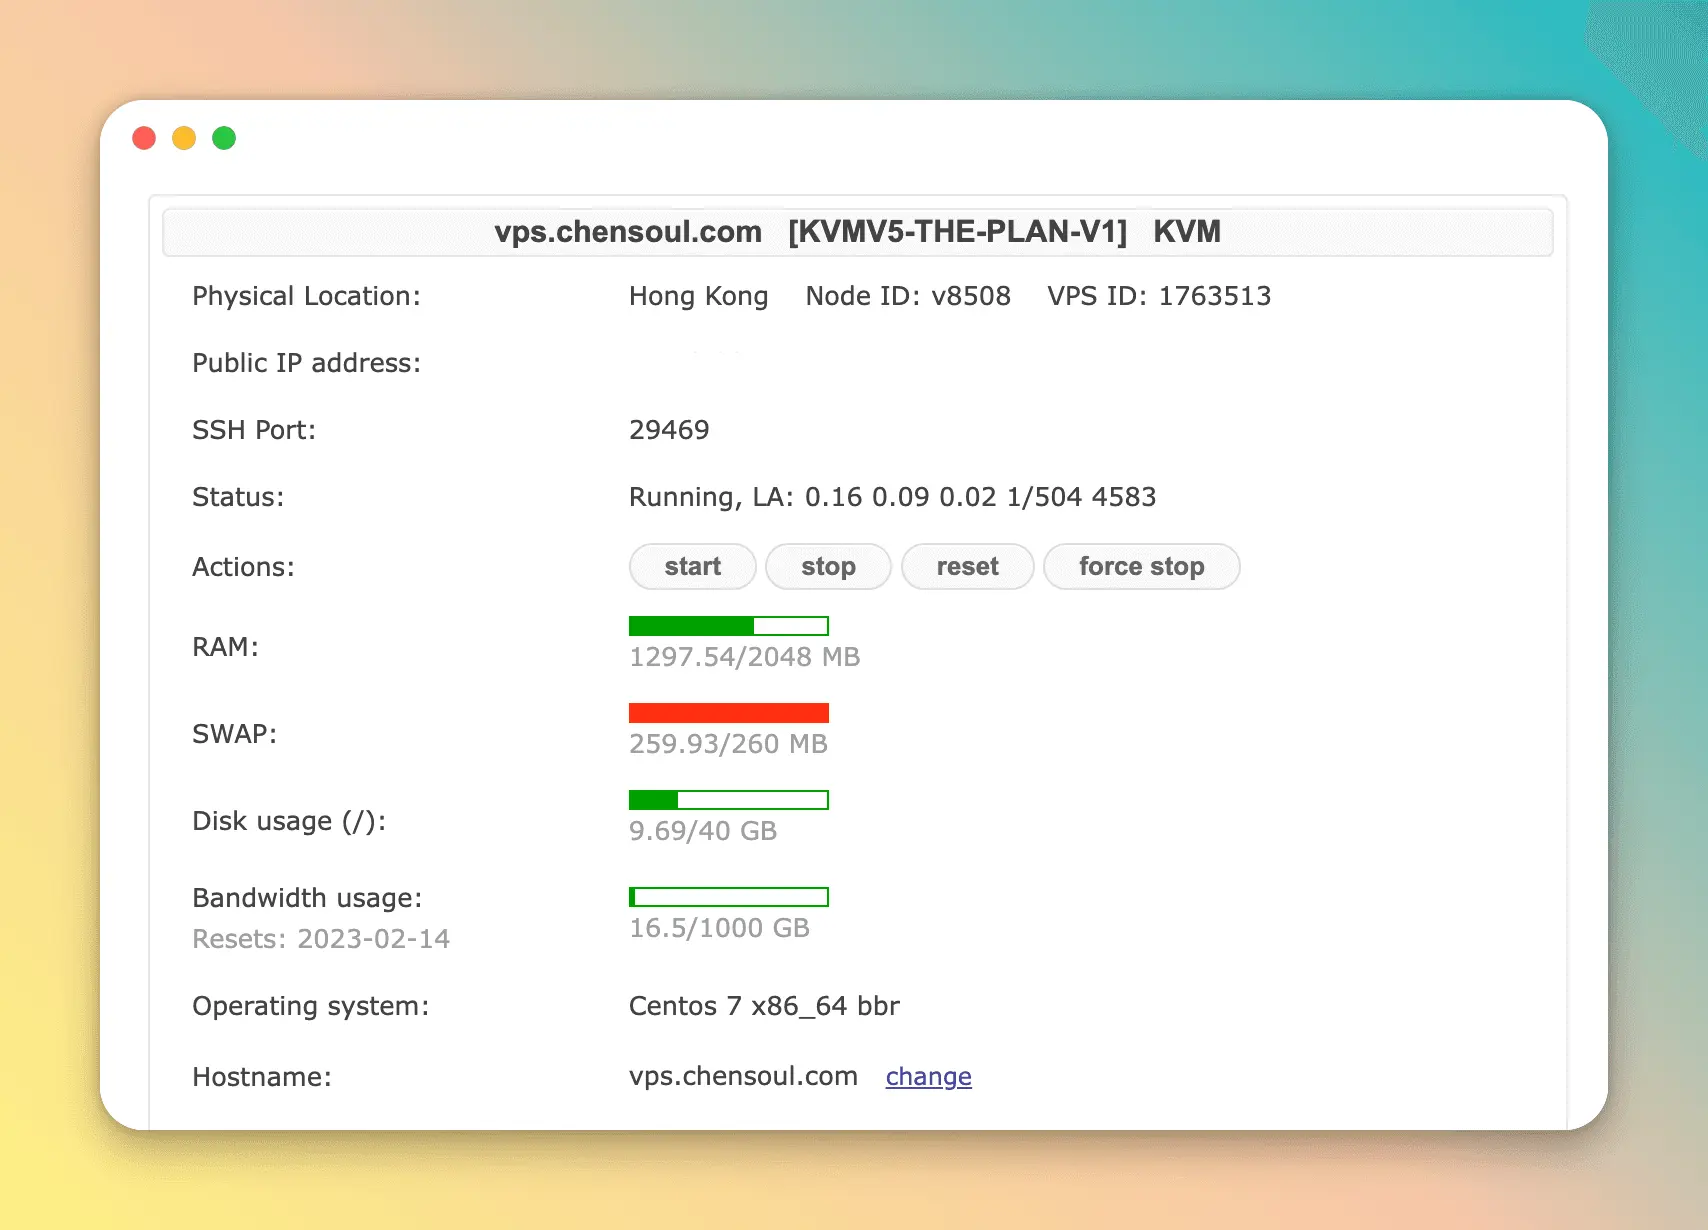 vps.chensoul.com [KVMV5-THE-PLAN-V1] KVM
Physical Location: Hong Kong Node ID: v8508 VPS ID: 1763513
Public IP address:
SSH Port: 29469
Status: Running, LA: 0.16 0.09 0.02 1/504 4583
Actions: start stop reset force stop
RAM: 1297.54/2048 MB
SWAP: 259.93/260 MB
Disk usage (/): 9.69/40 GB
Bandwidth usage: 16.5/1000 GB
Resets: 2023-02-14
Operating system: Centos 7 x86_64 bbr
Hostname: vps.chensoul.com change